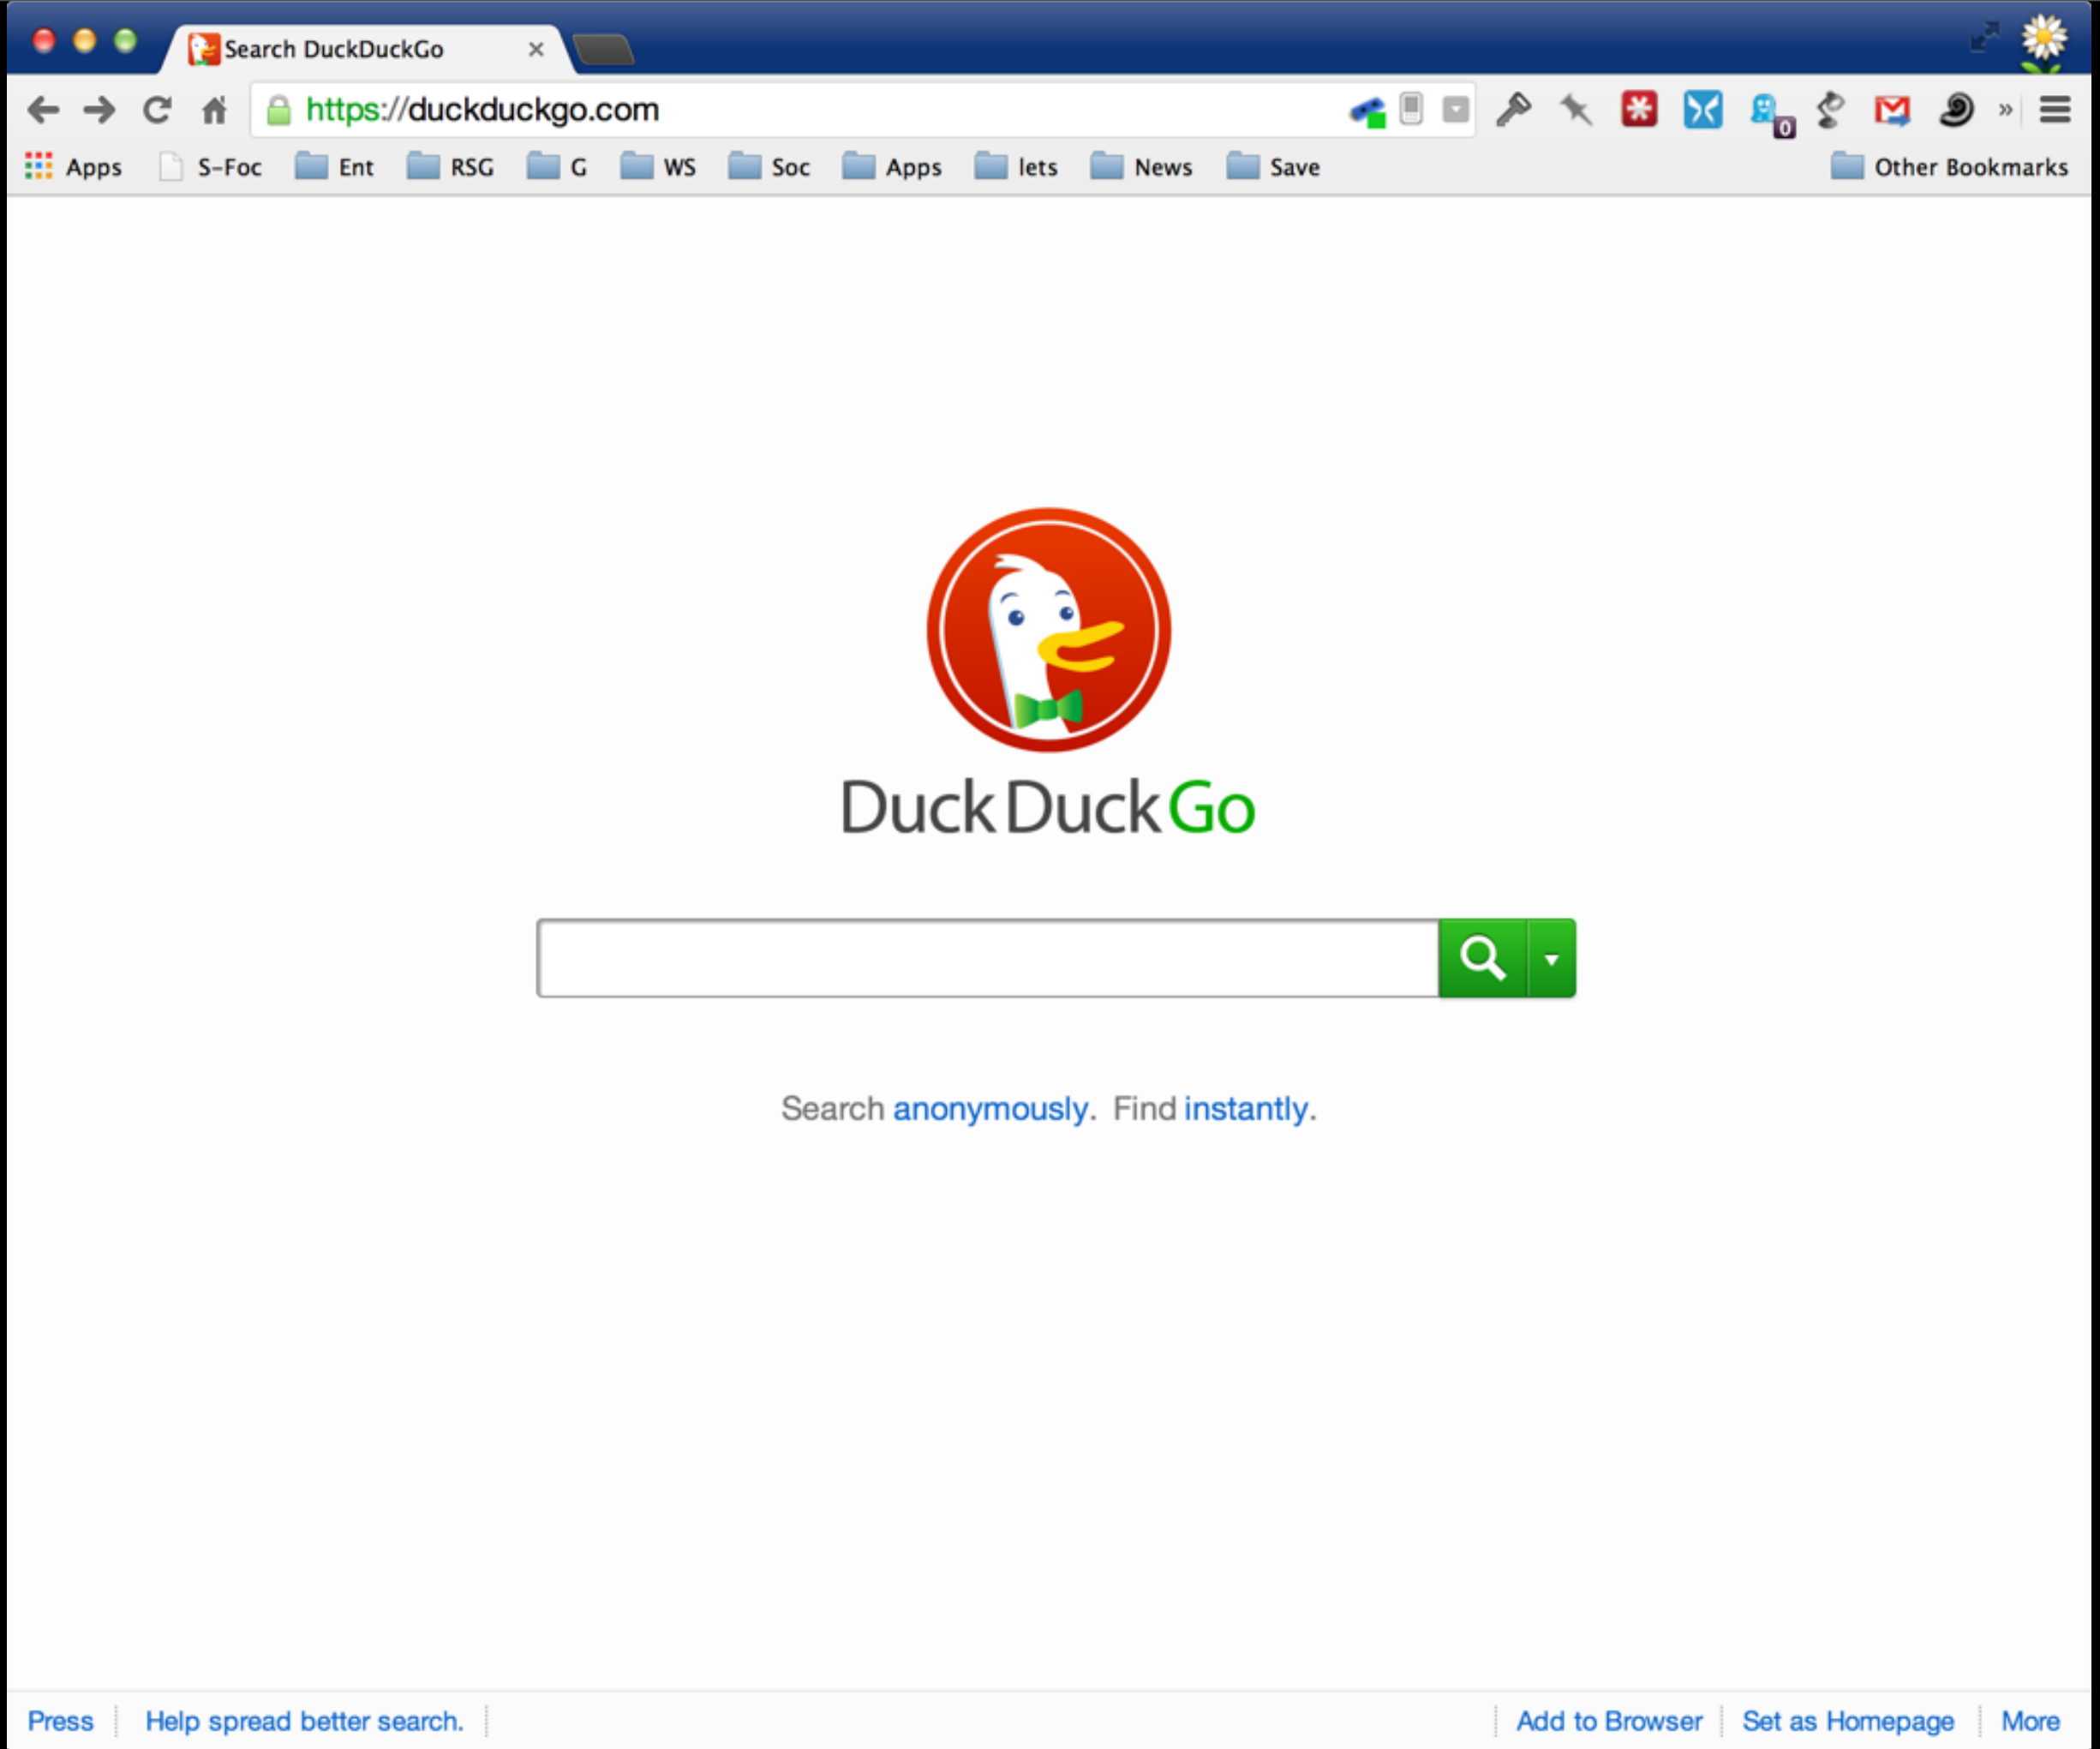 Search DuckDuckGo
https://duckduckgo.com
0
Apps S-Foc Ent RSG G WS Soc Apps lets News Save Other Bookmarks
DuckDuckGo
Search anonymously. Find instantly.
Press Help spread better search. Add to Browser Set as Homepage More